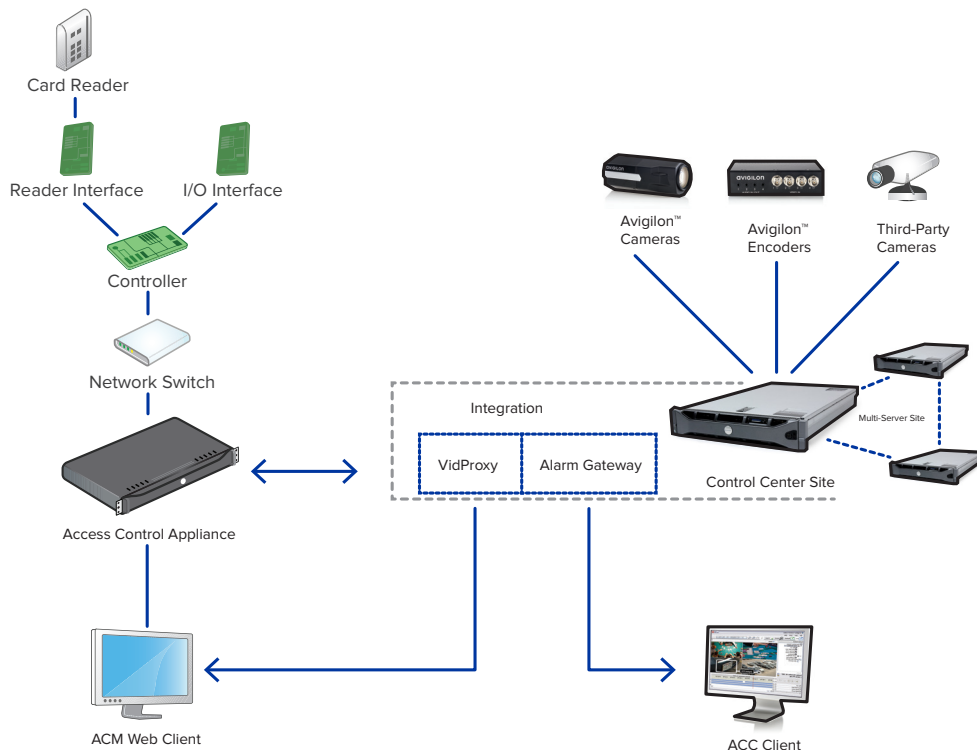 Card Reader
Reader Interface
I/O Interface
Controller
Network Switch
Access Control Appliance
ACM Web Client
Integration
VidProxy
Alarm Gateway
Control Center Site
Avigilon™
Cameras
AVIGILON
Avigilon™
Encoders
Third-Party
Cameras
Multi-Server Site
ACC Client